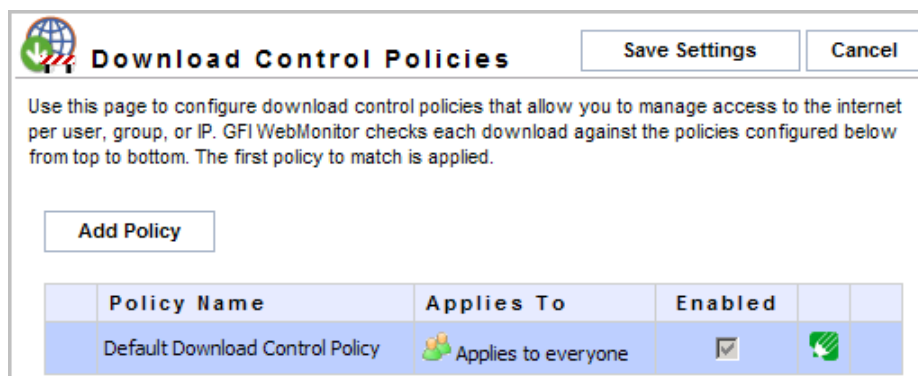 Download Control Policies
Save Settings
Cancel
Use this page to configure download control policies that allow you to manage access to the internet
per user, group, or IP. GFI WebMonitor checks each download against the policies configured below
from top to bottom. The first policy to match is applied.
Add Policy
Policy Name Applies To Enabled
Default Download Control Policy Applies to everyone